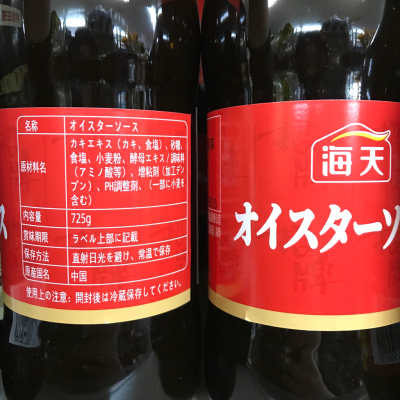 名称
オイスターソース
原材料名
カキエキス(カキ、食塩)、砂糖、
食塩、小麦粉、酵母エキス/調味料
(アミノ酸等)、増粘剤(加工デン
プン)、PH調整剤、(一部に小麦を
含む)
内容量
725g
賞味期限
ラベル上部に記載
保存方法
直射日光を避け、常温で保存
原産国名
中国
使用上の注意:開封後は冷蔵保存してください。
ス
海天
オイスターソ